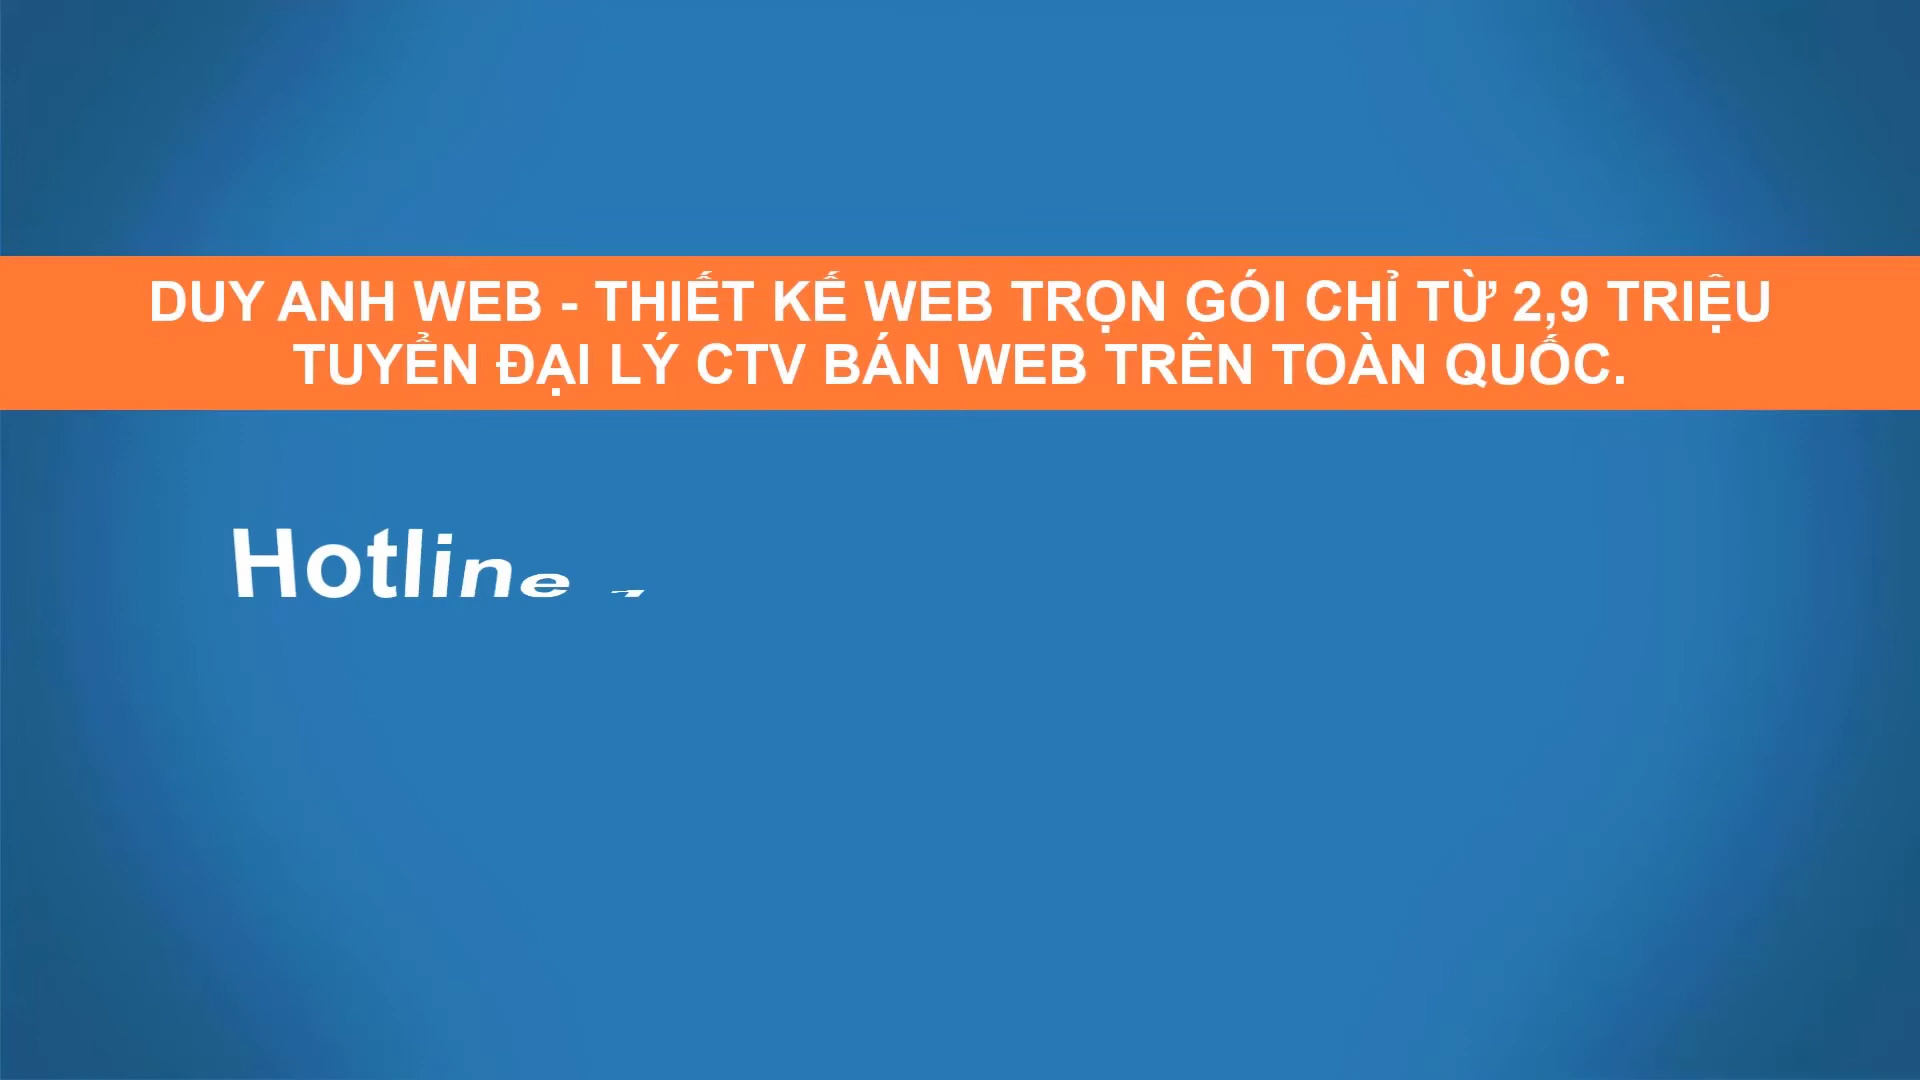 DUY ANH WEB - THIẾT KẾ WEB TRỌN GÓI CHỈ TỪ 2,9 TRIỆU
TUYỂN ĐẠI LÝ CTV BÁN WEB TRÊN TOÀN QUỐC.
Hotline